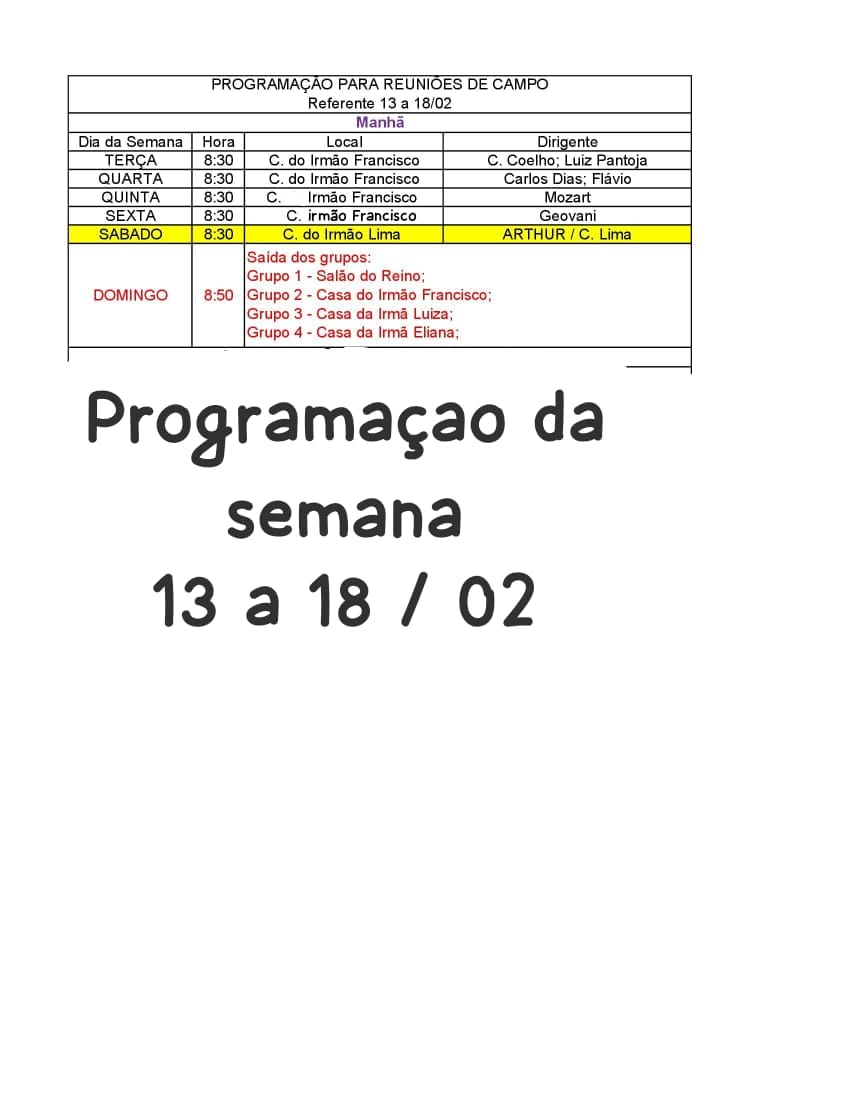 PROGRAMAÇÃO PARA REUNIÕES DE CAMPO
Referente 13 a 18/02
Manhã
Dia da Semana Hora Local Dirigente
TERÇA 8:30 C. do Irmão Francisco C. Coelho; Luiz Pantoja
QUARTA 8:30 C. do Irmão Francisco Carlos Dias; Flávio
QUINTA 8:30 C. Irmão Francisco Mozart
SEXTA 8:30 C. irmão Francisco Geovani
SABADO 8:30 C. do Irmão Lima ARTHUR / C. Lima
DOMINGO 8:50 Saída dos grupos:
Grupo 1 - Salão do Reino;
Grupo 2 - Casa do Irmão Francisco;
Grupo 3 - Casa da Irmã Luiza;
Grupo 4 - Casa da Irmã Eliana;
Programaçao da
semana
13 a 18 / 02